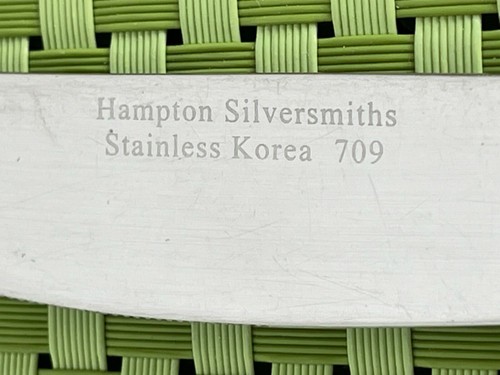 Hampton Silversmiths
Stainless Korea 709